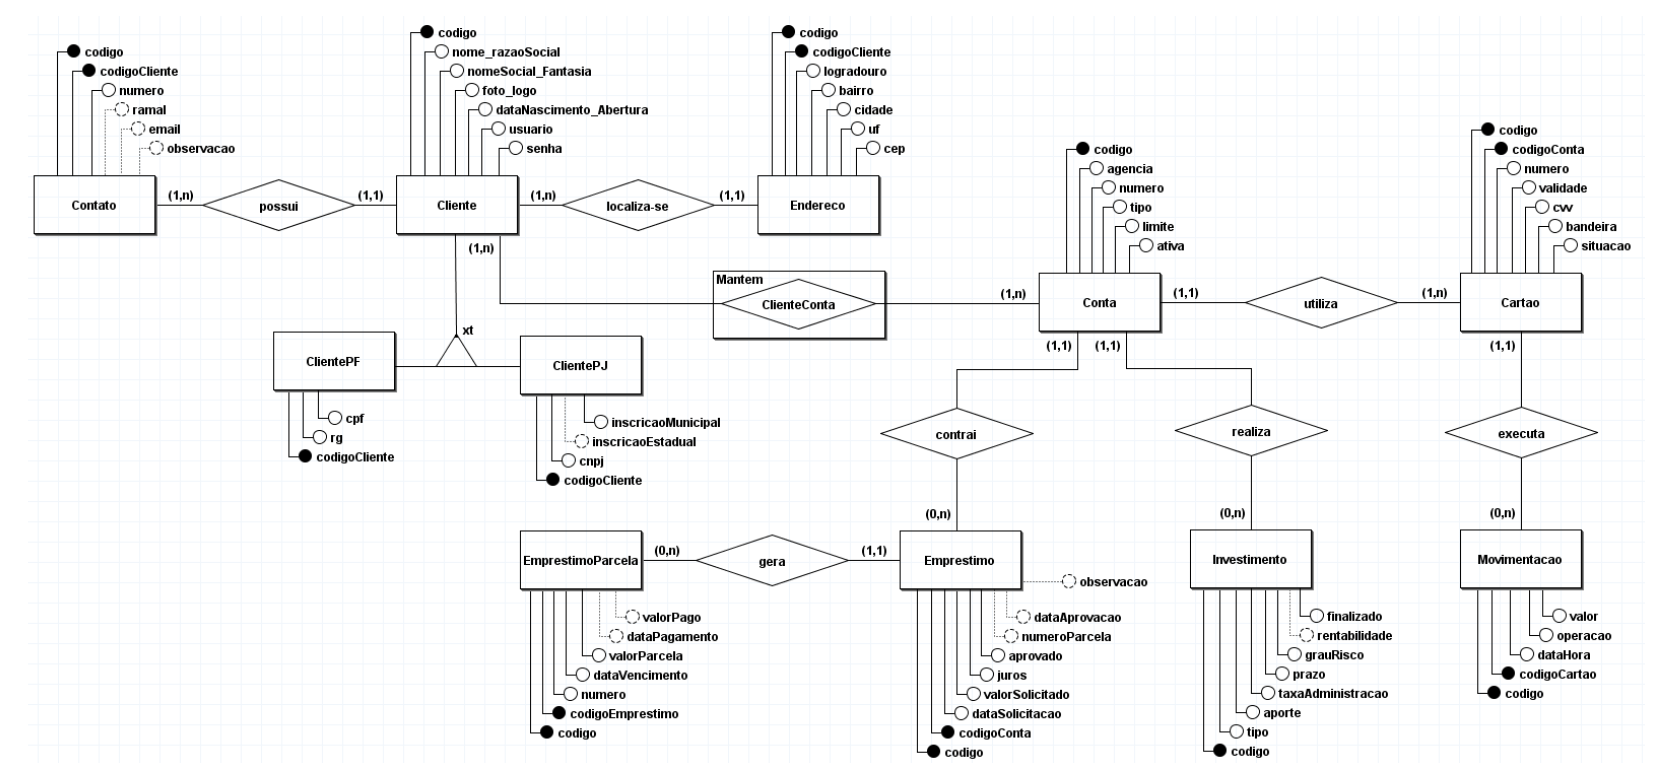 codigo
codigoCliente
numero
ramal
email
observacao
Contato
(1,n)
possui
(1,1)
codigo
nome_razaoSocial
nomeSocial_Fantasia
foto_logo
dataNascimento_Abertura
usuario
senha
Cliente
(1,n)
localiza-se
(1,1)
codigo
codigoCliente
logradouro
bairro
cidade
uf
cep
Endereco
(1,n)
Mantem
ClienteConta
(1,n)
codigo
agencia
numero
tipo
limite
ativa
Conta
(1,1)
utiliza
(1,n)
codigo
codigoConta
numero
validade
cvv
bandeira
situacao
Cartao
xt
ClientePF
cpf
rg
codigoCliente
ClientePJ
inscricaoMunicipal
inscricaoEstadual
cnpj
codigoCliente
(1,1)
contrai
(0,n)
(1,1)
realiza
(0,n)
(1,1)
executa
(0,n)
EmprestimoParcela
(0,n)
gera
(1,1)
valorPago
dataPagamento
valorParcela
dataVencimento
numero
codigoEmprestimo
codigo
Emprestimo
observacao
dataAprovacao
numeroParcela
aprovado
juros
valorSolicitado
dataSolicitacao
codigoConta
codigo
Investimento
finalizado
rentabilidade
grauRisco
prazo
taxaAdministracao
aporte
tipo
codigo
Movimentacao
valor
operacao
dataHora
codigoCartao
codigo